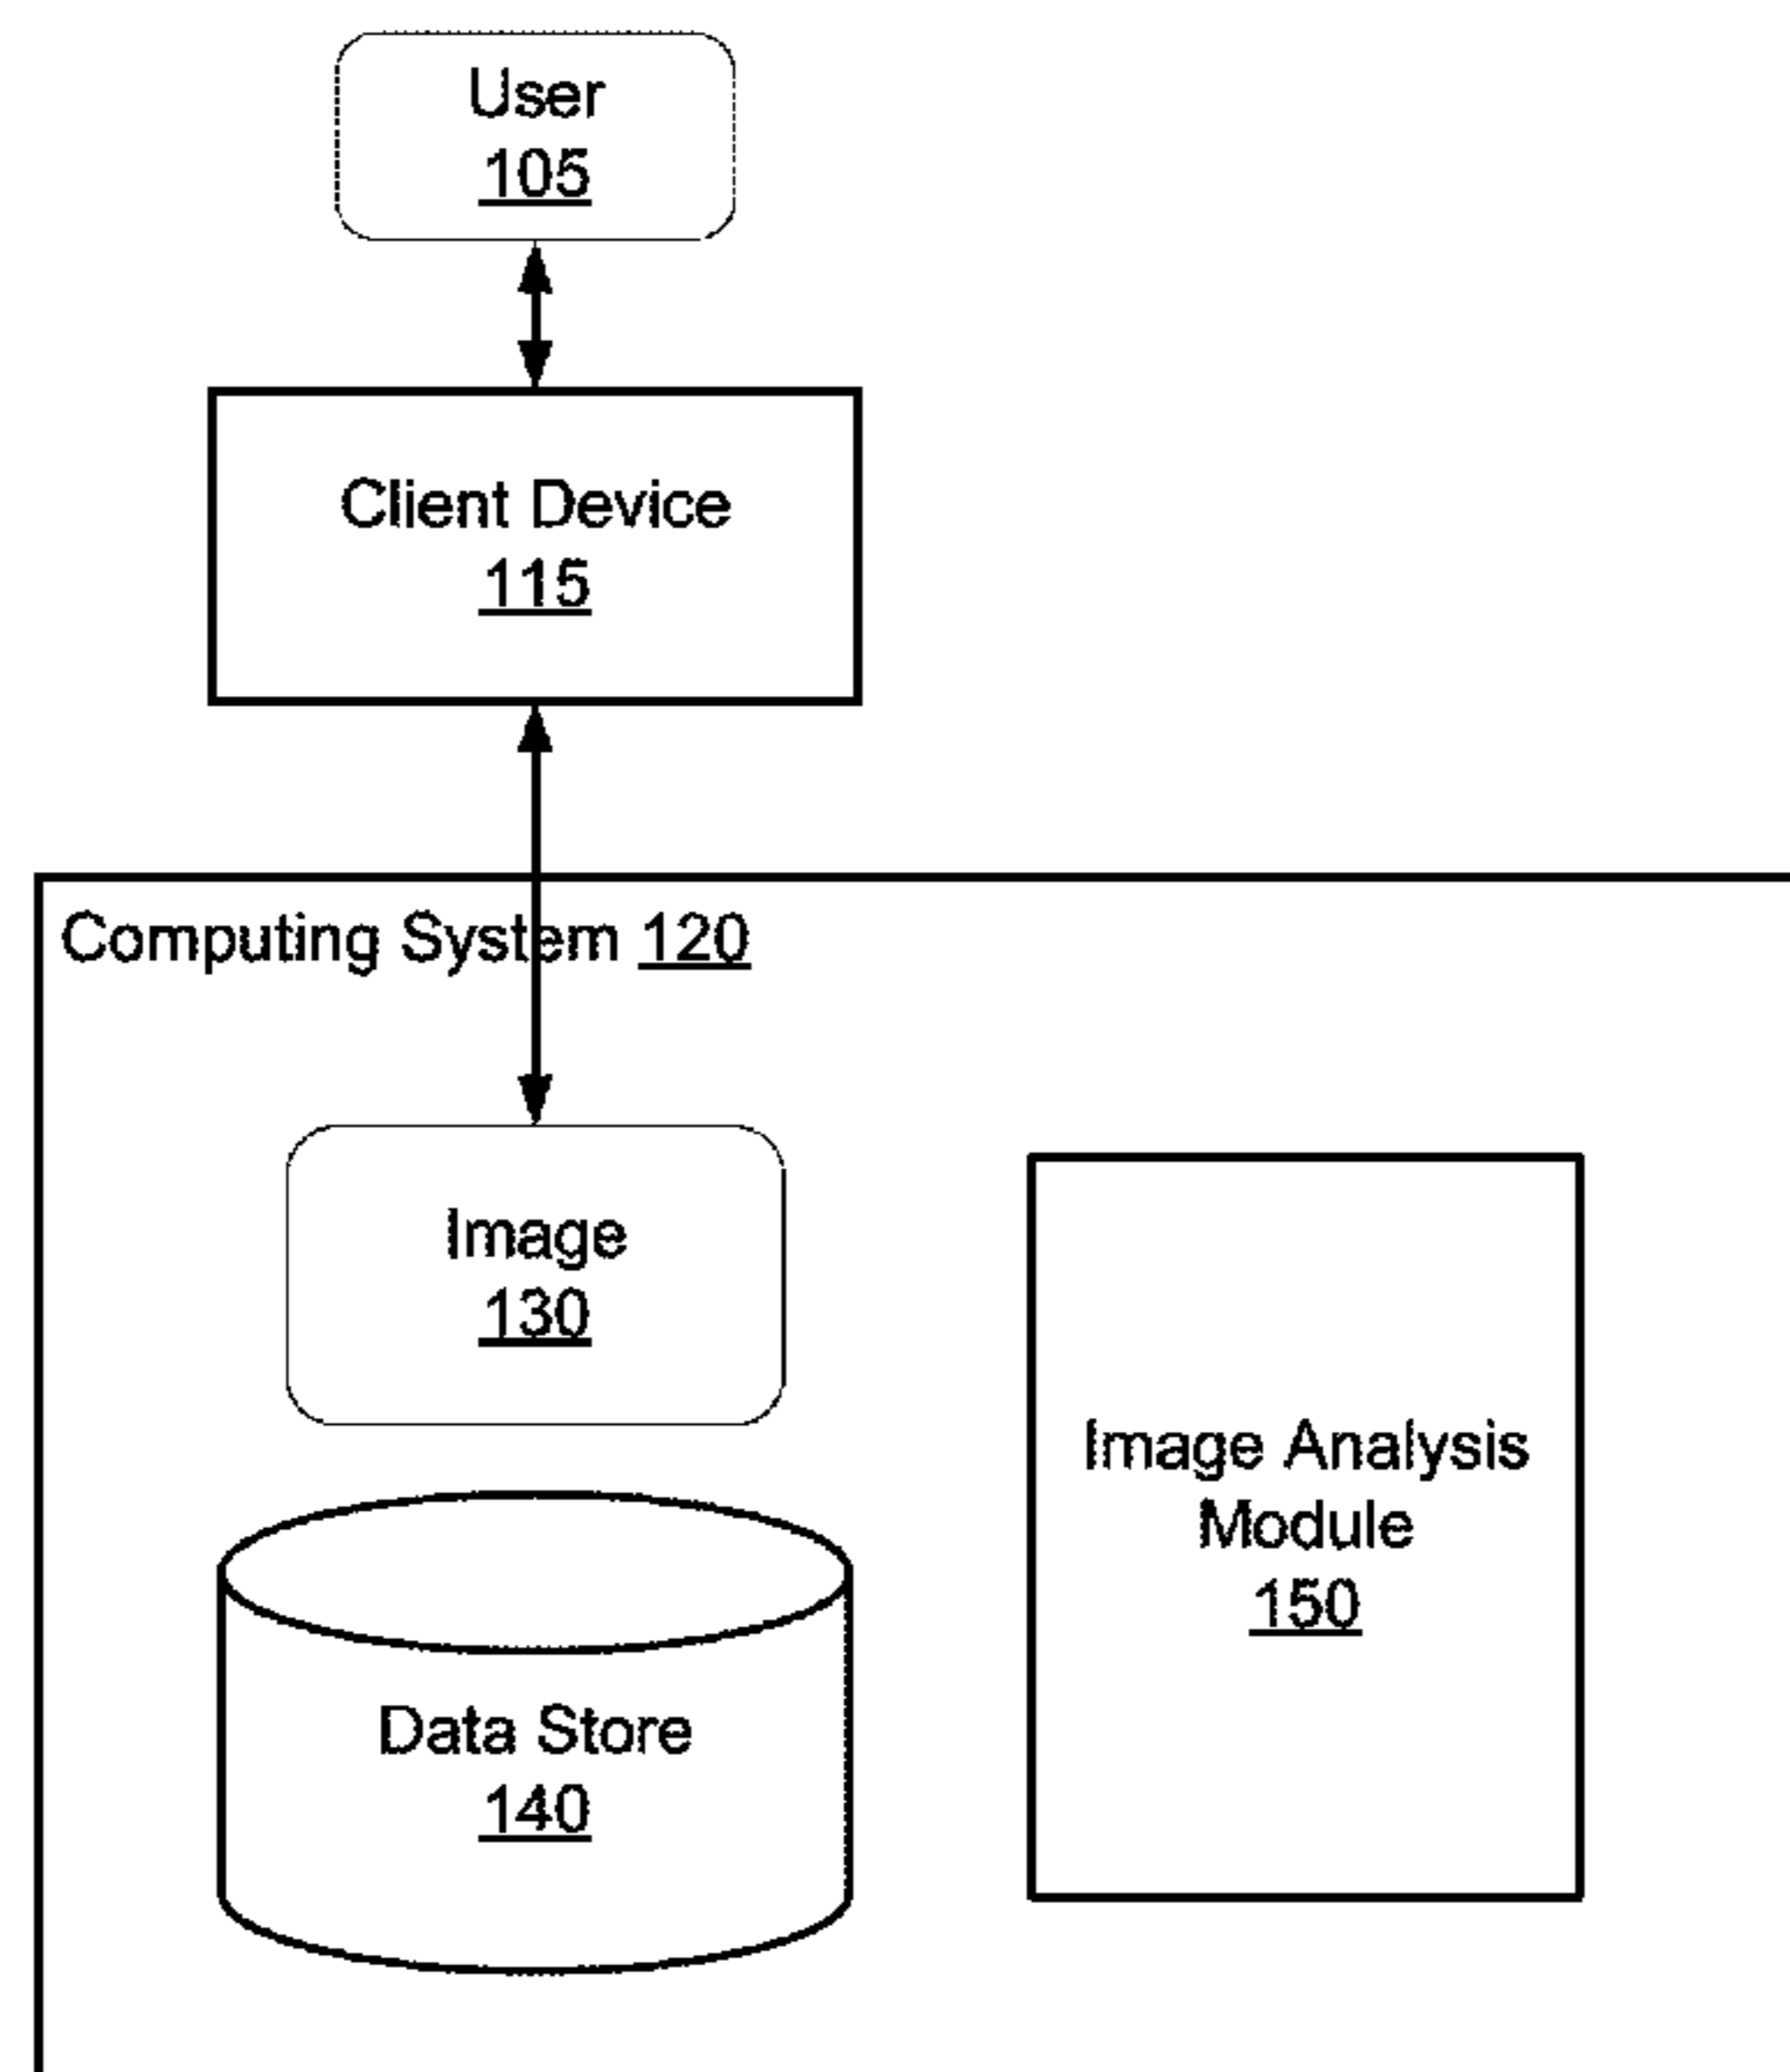 User
105
Client Device
115
Computing System 120
Image
130
Image Analysis
Module
150
Data Store
140